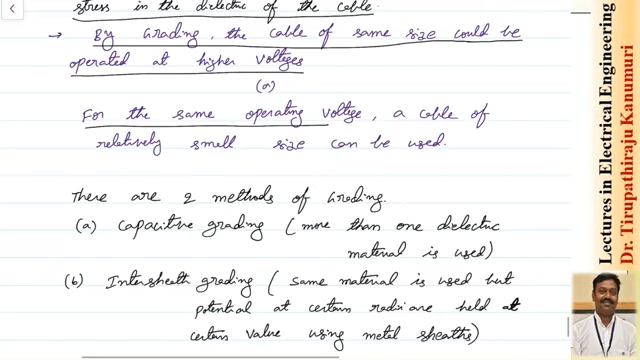 stress in the dielectric of the cable.
→ By Grading, the cable of same size could be
operated at higher Volteges
(or)
For the same operating Voltege, a cable of
relatively small size can be used.
There are 2 methods of Grading.
(a) Capacitive grading (more than one dielectric
material is used)
(b) Intersheath grading (same material is used but
potential at certain radii are held at
certain value using metal sheaths)
Lectures in Electrical Engineering
Dr. Tirupathiraju Kanumuri